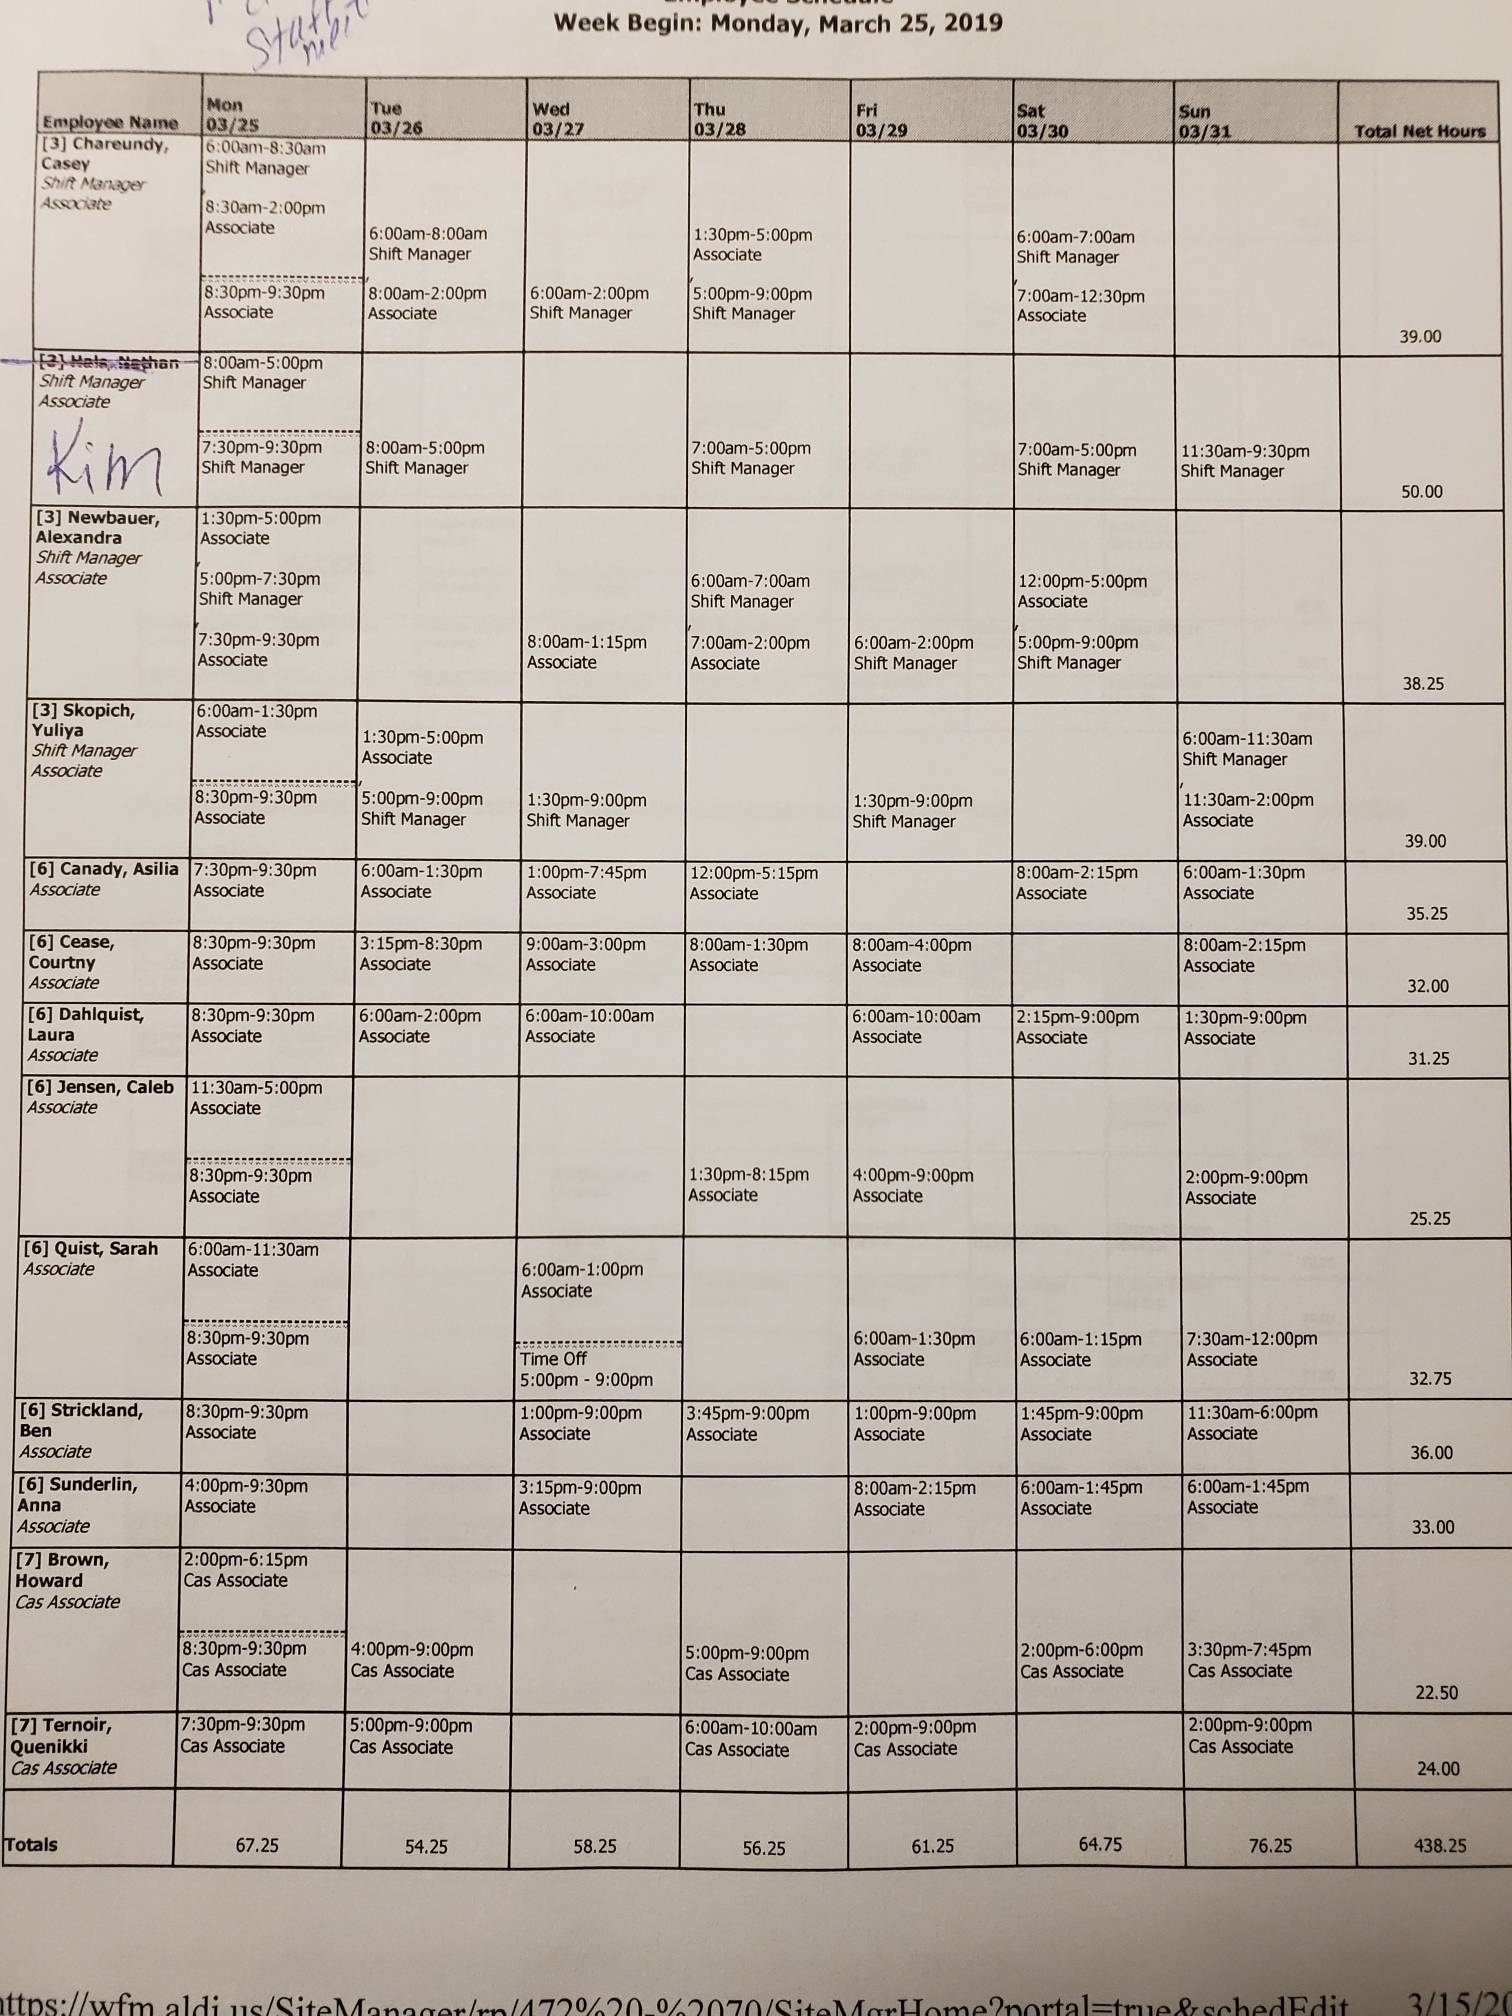 Staff
Week Begin: Monday, March 25, 2019
Employee Name Mon 03/25 Tue 03/26 Wed 03/27 Thu 03/28 Fri 03/29 Sat 03/30 Sun 03/31 Total Net Hours
[3] Chareundy, 6:00am-8:30am
Casey Shift Manager
Shift Manager
Associate 8:30am-2:00pm
Associate
6:00am-8:00am 1:30pm-5:00pm 6:00am-7:00am
Shift Manager Associate Shift Manager
8:30pm-9:30pm 8:00am-2:00pm 6:00am-2:00pm 5:00pm-9:00pm 7:00am-12:30pm
Associate Associate Shift Manager Shift Manager Associate
39.00
[3] Nathan 8:00am-5:00pm
Shift Manager Shift Manager
Associate
Kim
7:30pm-9:30pm 8:00am-5:00pm 7:00am-5:00pm 7:00am-5:00pm 11:30am-9:30pm
Shift Manager Shift Manager Shift Manager Shift Manager Shift Manager
50.00
[3] Newbauer, 1:30pm-5:00pm
Alexandra Associate
Shift Manager
Associate 5:00pm-7:30pm 6:00am-7:00am 12:00pm-5:00pm
Shift Manager Shift Manager Associate
7:30pm-9:30pm 8:00am-1:15pm 7:00am-2:00pm 6:00am-2:00pm 5:00pm-9:00pm
Associate Associate Associate Shift Manager Shift Manager
38.25
[3] Skopich, 6:00am-1:30pm
Yuliya Associate
Shift Manager 1:30pm-5:00pm 6:00am-11:30am
Associate Associate Shift Manager
8:30pm-9:30pm 5:00pm-9:00pm 1:30pm-9:00pm 1:30pm-9:00pm 11:30am-2:00pm
Associate Shift Manager Shift Manager Shift Manager Associate
39.00
[6] Canady, Asilia 7:30pm-9:30pm 6:00am-1:30pm 1:00pm-7:45pm 12:00pm-5:15pm 8:00am-2:15pm 6:00am-1:30pm
Associate Associate Associate Associate Associate Associate Associate
35.25
[6] Cease, 8:30pm-9:30pm 3:15pm-8:30pm 9:00am-3:00pm 8:00am-1:30pm 8:00am-4:00pm 8:00am-2:15pm
Courtny Associate Associate Associate Associate Associate Associate
Associate
32.00
[6] Dahlquist, 8:30pm-9:30pm 6:00am-2:00pm 6:00am-10:00am 6:00am-10:00am 2:15pm-9:00pm 1:30pm-9:00pm
Laura Associate Associate Associate Associate Associate Associate
Associate
31.25
[6] Jensen, Caleb 11:30am-5:00pm
Associate Associate
8:30pm-9:30pm 1:30pm-8:15pm 4:00pm-9:00pm 2:00pm-9:00pm
Associate Associate Associate Associate
25.25
[6] Quist, Sarah 6:00am-11:30am
Associate Associate
6:00am-1:00pm
Associate
8:30pm-9:30pm 6:00am-1:30pm 6:00am-1:15pm 7:30am-12:00pm
Associate Time Off Associate Associate Associate
5:00pm - 9:00pm
32.75
[6] Strickland, 8:30pm-9:30pm 1:00pm-9:00pm 3:45pm-9:00pm 1:00pm-9:00pm 1:45pm-9:00pm 11:30am-6:00pm
Ben Associate Associate Associate Associate Associate Associate
Associate
36.00
[6] Sunderlin, 4:00pm-9:30pm 3:15pm-9:00pm 8:00am-2:15pm 6:00am-1:45pm 6:00am-1:45pm
Anna Associate Associate Associate Associate Associate
Associate
33.00
[7] Brown, 2:00pm-6:15pm
Howard Cas Associate
Cas Associate
8:30pm-9:30pm 4:00pm-9:00pm 5:00pm-9:00pm 2:00pm-6:00pm 3:30pm-7:45pm
Cas Associate Cas Associate Cas Associate Cas Associate Cas Associate
22.50
[7] Ternoir, 7:30pm-9:30pm 5:00pm-9:00pm 6:00am-10:00am 2:00pm-9:00pm 2:00pm-9:00pm
Quenikki Cas Associate Cas Associate Cas Associate Cas Associate Cas Associate
Cas Associate
24.00
Totals 67.25 54.25 58.25 56.25 61.25 64.75 76.25 438.25
https://wfm.aldi.us/SiteManager/rp/472%20-%2070/SiteMgrHome?portal=true&schedEdit... 3/15/20